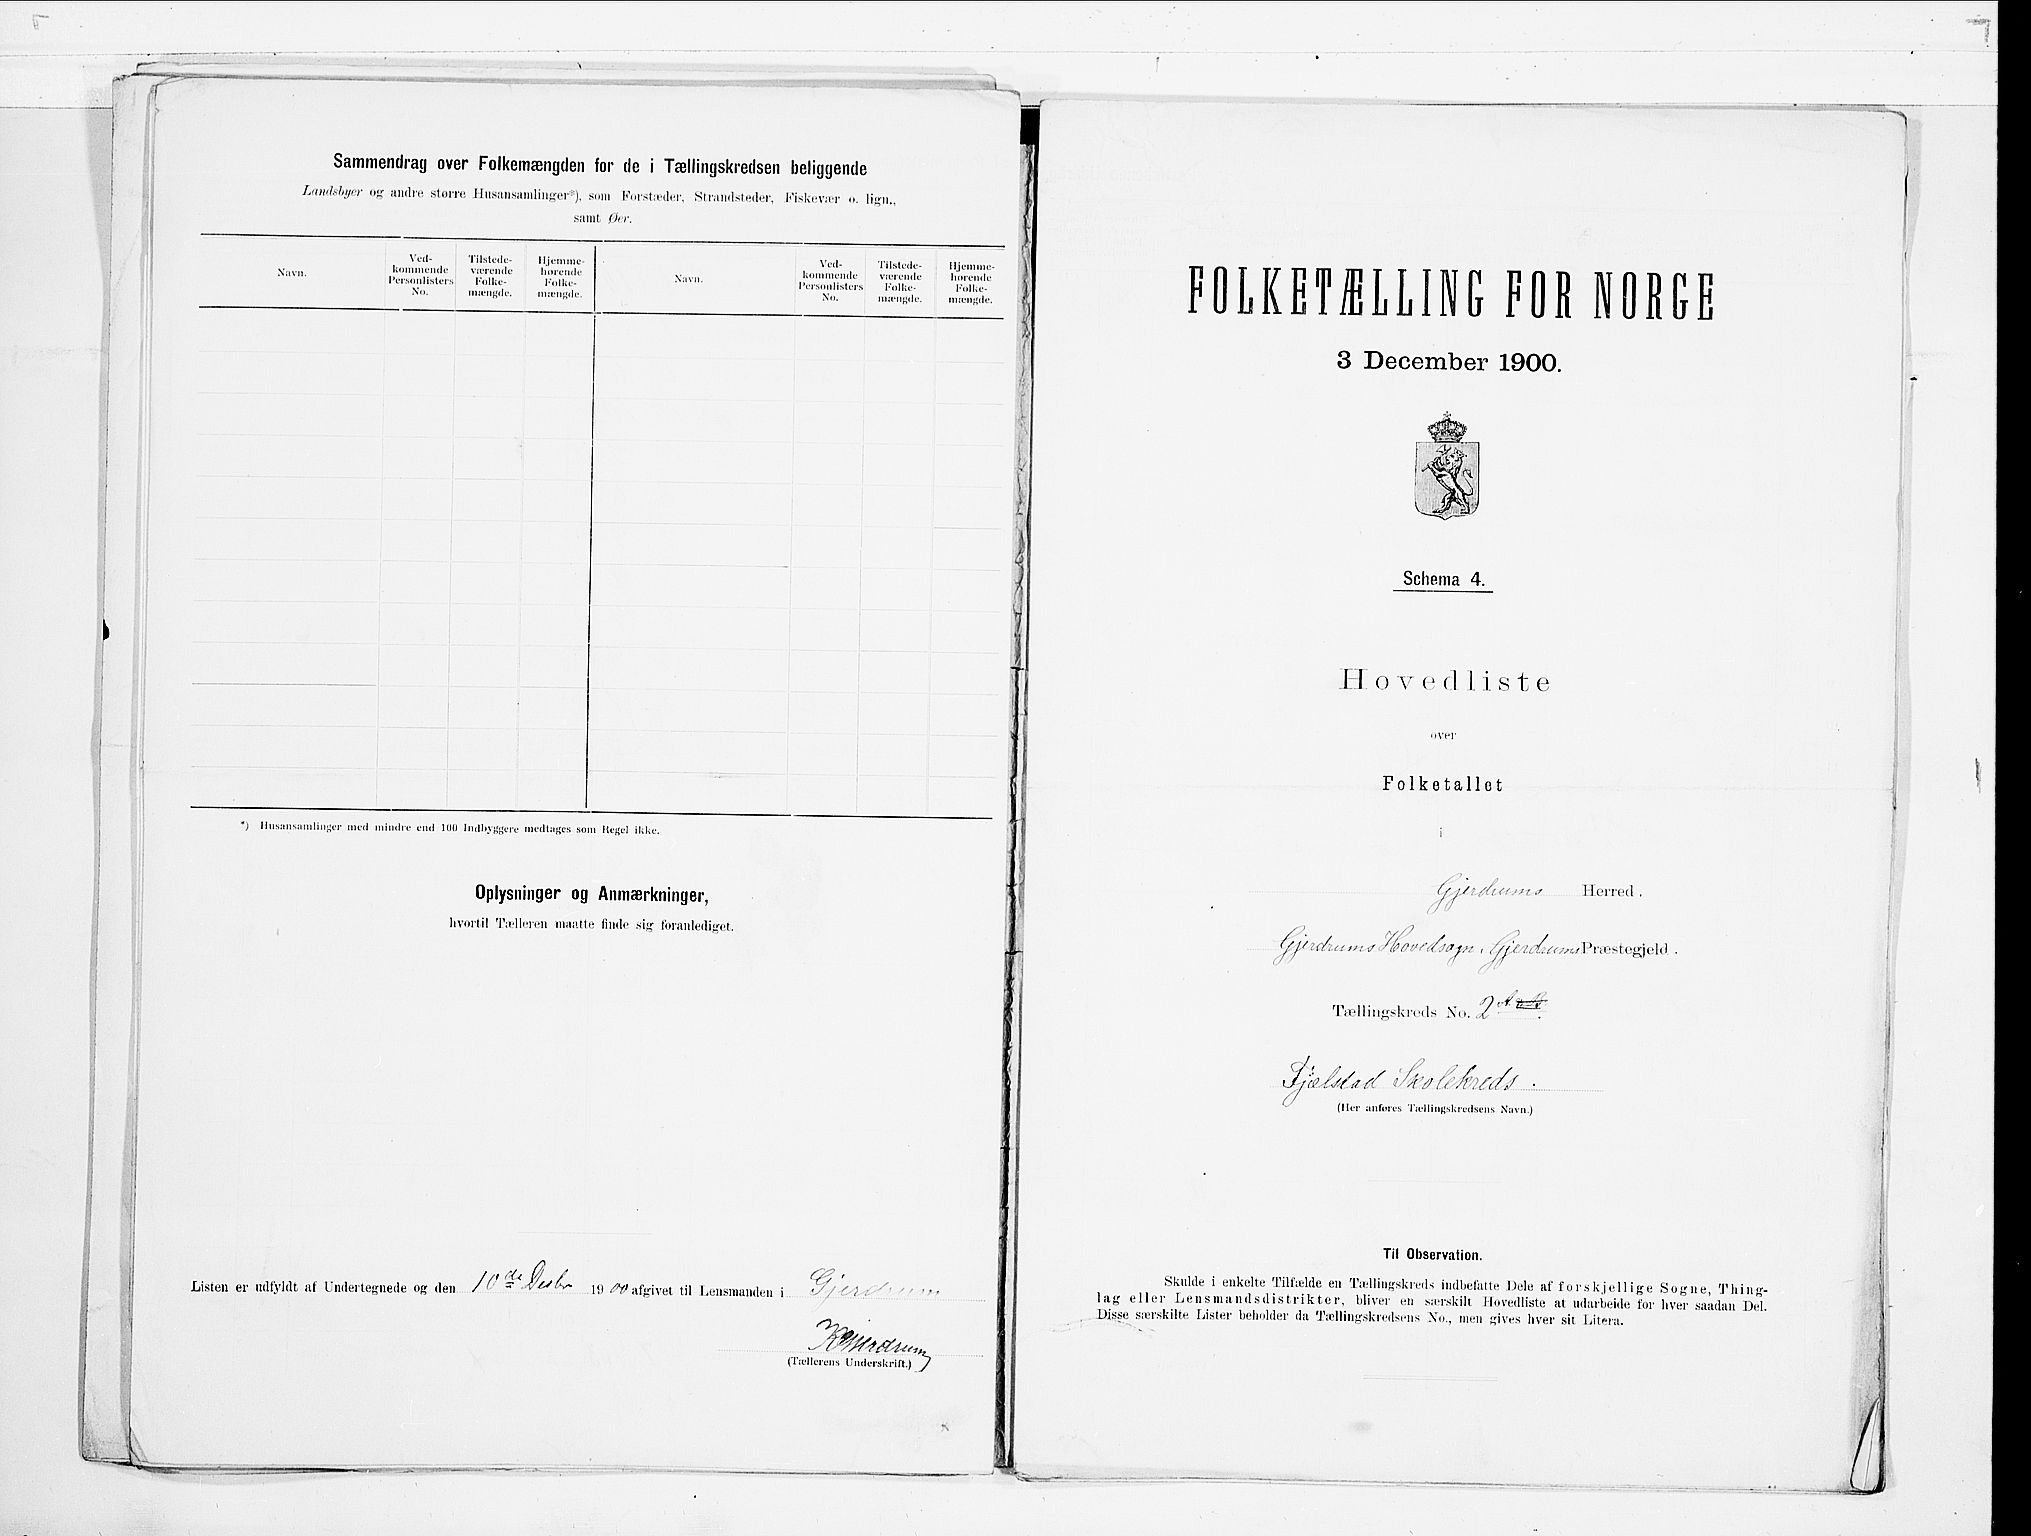 Sammendrag over Folkemængden for de i Tællingskredsen beliggende
Landsbyer og andre større Husansamlinger*), som Forstæder, Strandsteder, Fiskevær o. lign.,
samt Øer.
Navn.
Ved-
kommende
Personlisters
No.
Tilstede-
værende
Folke-
mængde.
Hjemme-
hørende
Folke-
mængde.
Navn.
Ved-
kommende
Personlisters
No.
Tilstede-
værende
Folke-
mængde.
Hjemme-
hørende
Folke-
mængde.
*) Husansamlinger med mindre end 100 Indbyggere medtages som Regel ikke.
Oplysninger og Anmærkninger,
hvortil Tælleren maatte finde sig foranlediget.
Listen er udfyldt af Undertegnede og den 10de Desbr 1900 afgivet til Lensmanden i Gjerdrum
K Gjerdrum
(Tællerens Underskrift.)
FOLKETÆLLING FOR NORGE
3 December 1900.
Schema 4.
Hovedliste
over
Folketallet
i
Gjerdrums Herred.
Gjerdrums Hovedsogn, Gjerdrums Præstegjeld.
Tællingskreds No. 2 A.
Fjælstad Skolekreds.
(Her anføres Tællingskredsens Navn.)
Til Observation.
Skulde i enkelte Tilfælde en Tællingskreds indbefatte Dele af forskjellige Sogne, Thing-
lag eller Lensmandsdistrikter, bliver en særskilt Hovedliste at udarbeide for hver saadan Del.
Disse særskilte Lister beholder da Tællingskredsens No., men gives hver sit Litera.